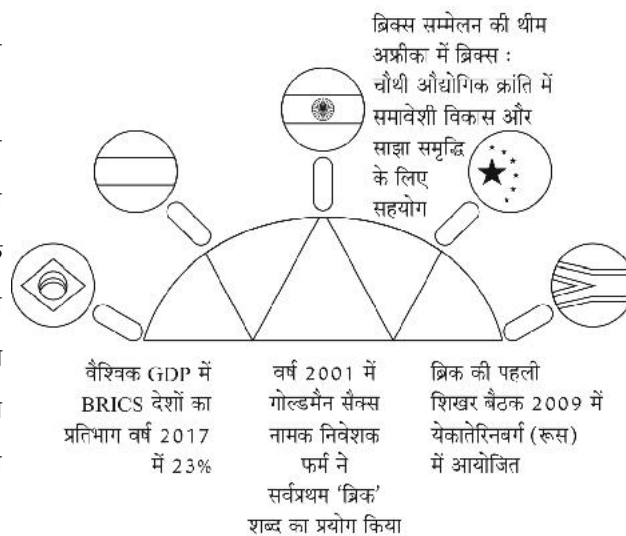 ब्रिक्स सम्मेलन की थीम
अफ्रीका में ब्रिक्स :
चौथी औद्योगिक क्रांति में
समावेशी विकास और
साझा समृद्धि
के लिए
सहयोग
वैश्विक GDP में
BRICS देशों का
प्रतिभाग वर्ष 2017
में 23%
वर्ष 2001 में
गोल्डमैन सैक्स
नामक निवेशक
फर्म ने
सर्वप्रथम ‘ब्रिक’
शब्द का प्रयोग किया
ब्रिक की पहली
शिखर बैठक 2009 में
येकातेरिनबर्ग (रूस)
में आयोजित